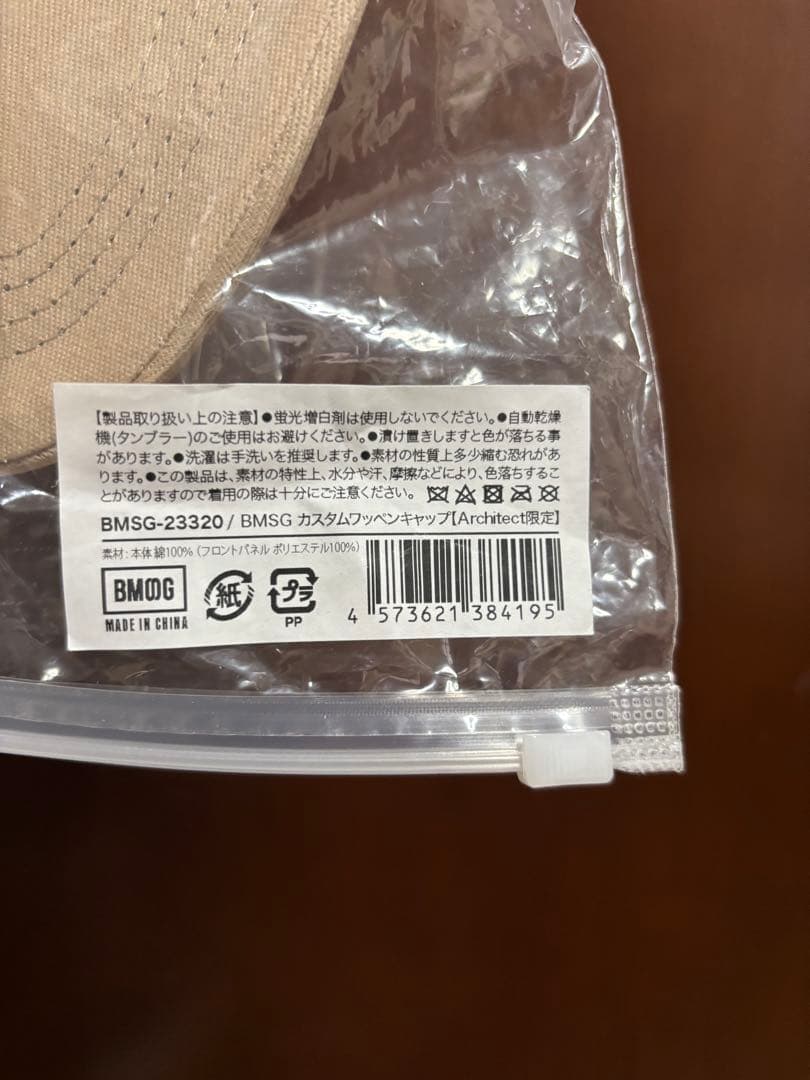 【製品取り扱い上の注意】●蛍光増白剤は使用しないでください。●自動乾燥
機(タンブラー)のご使用はお避けください。●漬け置きしますと色が落ちる事
があります。●洗濯は手洗いを推奨します。●素材の性質上多少縮む恐れがあ
ります。●この製品は、素材の特性上、水分や汗、摩擦などにより、色落ちするこ
とがありますので着用の際は十分にご注意ください。
BMSG-23320 / BMSG カスタムワッペンキャップ【Architect限定】
素材：本体 綿100%（フロントパネル ポリエステル100%）
BMSG
MADE IN CHINA
紙
プラ
PP
4 573621 384195